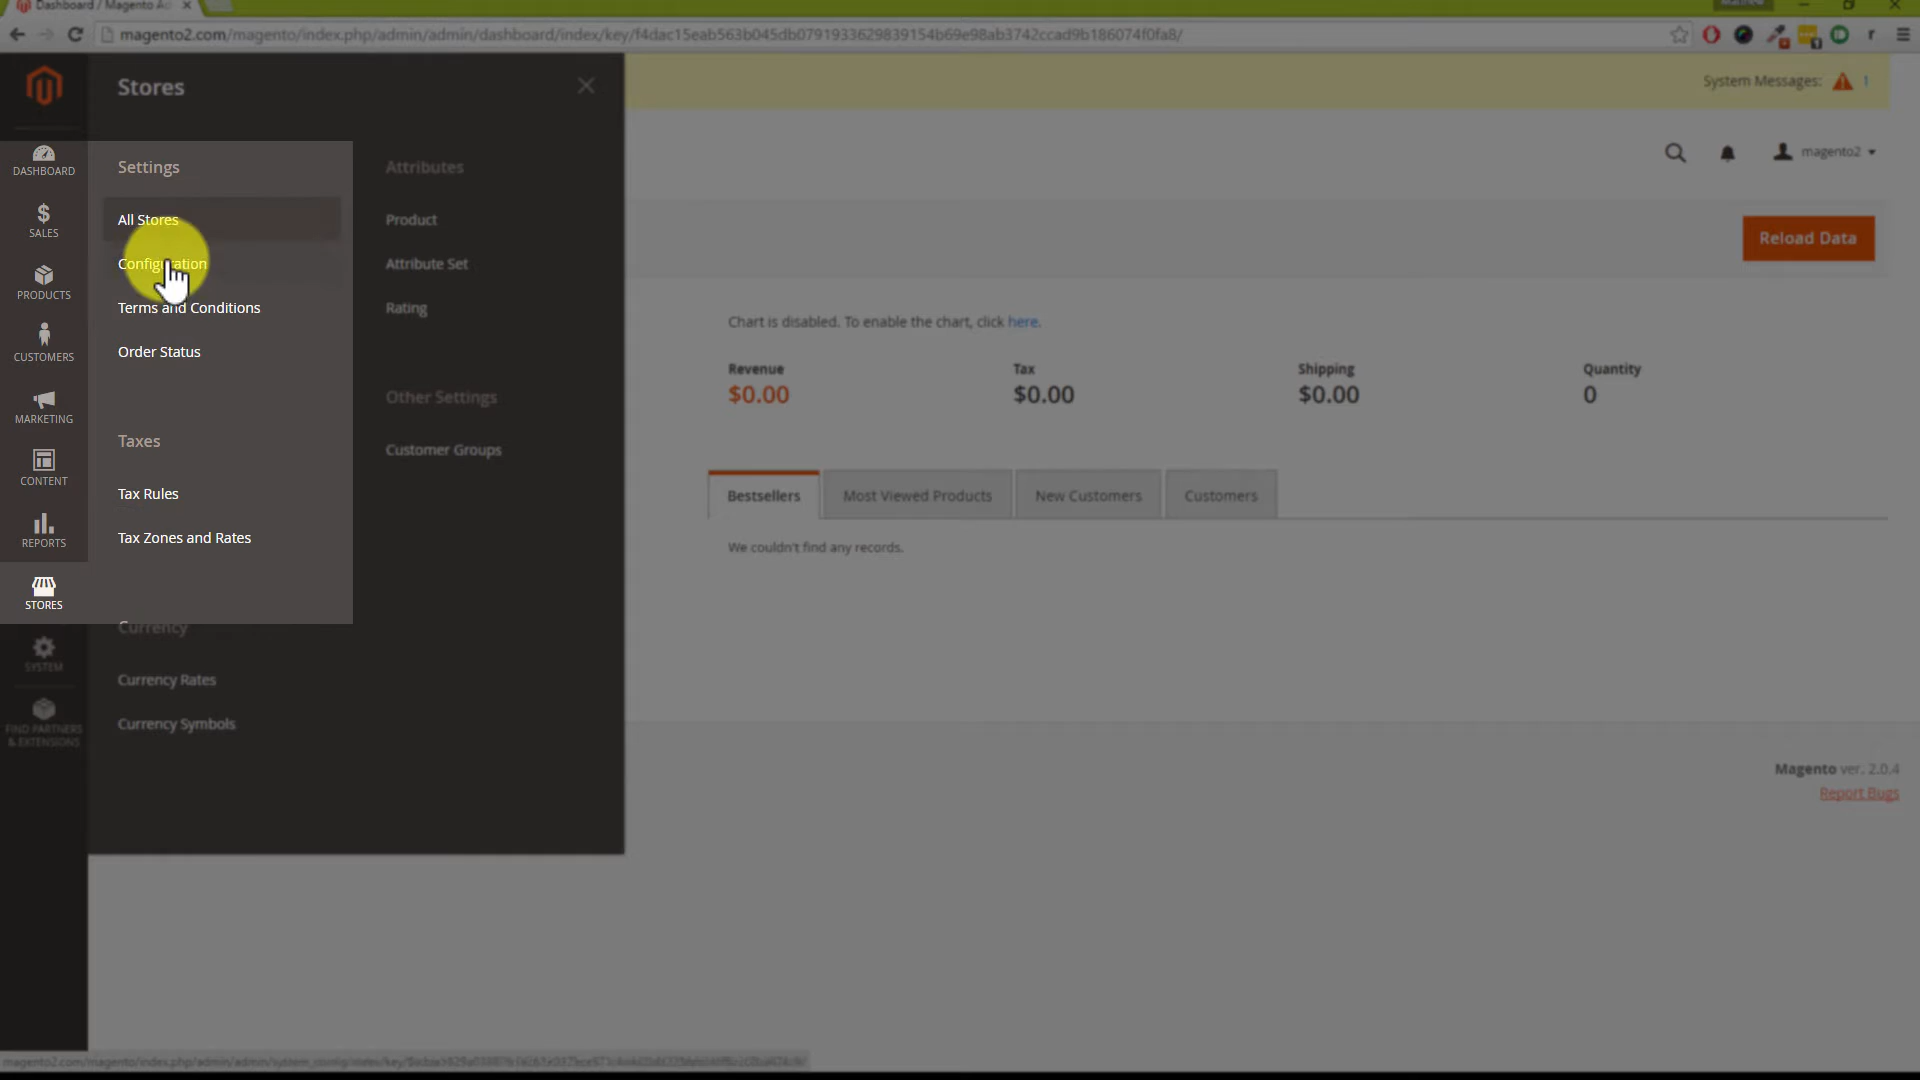 Dashboard / Magento Ad
magento2.com/magento/index.php/admin/admin/dashboard/index/key/f4dac15eab563b045db0791933629839154b69e98ab3742ccad9b186074f0fa8/
Stores
System Messages: 1
DASHBOARD
SALES
PRODUCTS
CUSTOMERS
MARKETING
CONTENT
REPORTS
STORES
SYSTEM
FIND PARTNERS
& EXTENSIONS
Settings
All Stores
Configuration
Terms and Conditions
Order Status
Taxes
Tax Rules
Tax Zones and Rates
Currency
Currency Rates
Currency Symbols
Attributes
Product
Attribute Set
Rating
Other Settings
Customer Groups
magento2
Reload Data
Chart is disabled. To enable the chart, click here.
Revenue Tax Shipping Quantity
$0.00 $0.00 $0.00 0
Bestsellers Most Viewed Products New Customers Customers
We couldn't find any records.
Magento ver. 2.0.4
Report Bugs